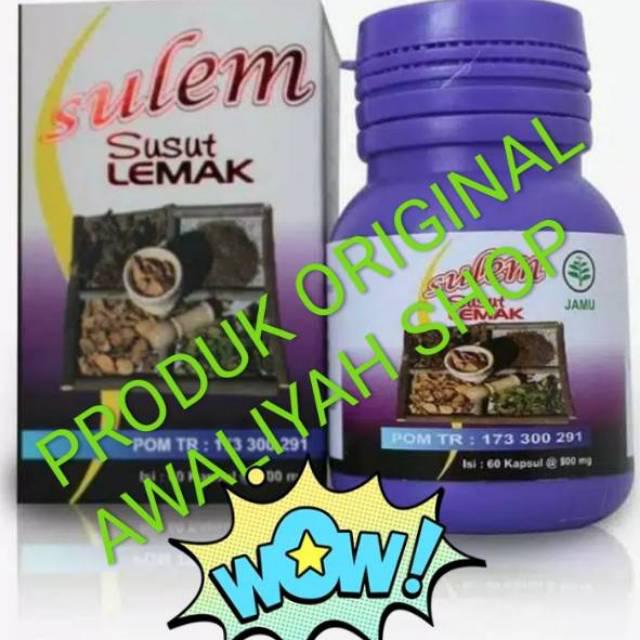 sulem
Susut
LEMAK
POM TR : 173 300 291
sulem
Susut
LEMAK
JAMU
POM TR : 173 300 291
Isi : 60 Kapsul @ 500 mg
PRODUK ORIGINAL
AWALIYAH SHOP
WOW!